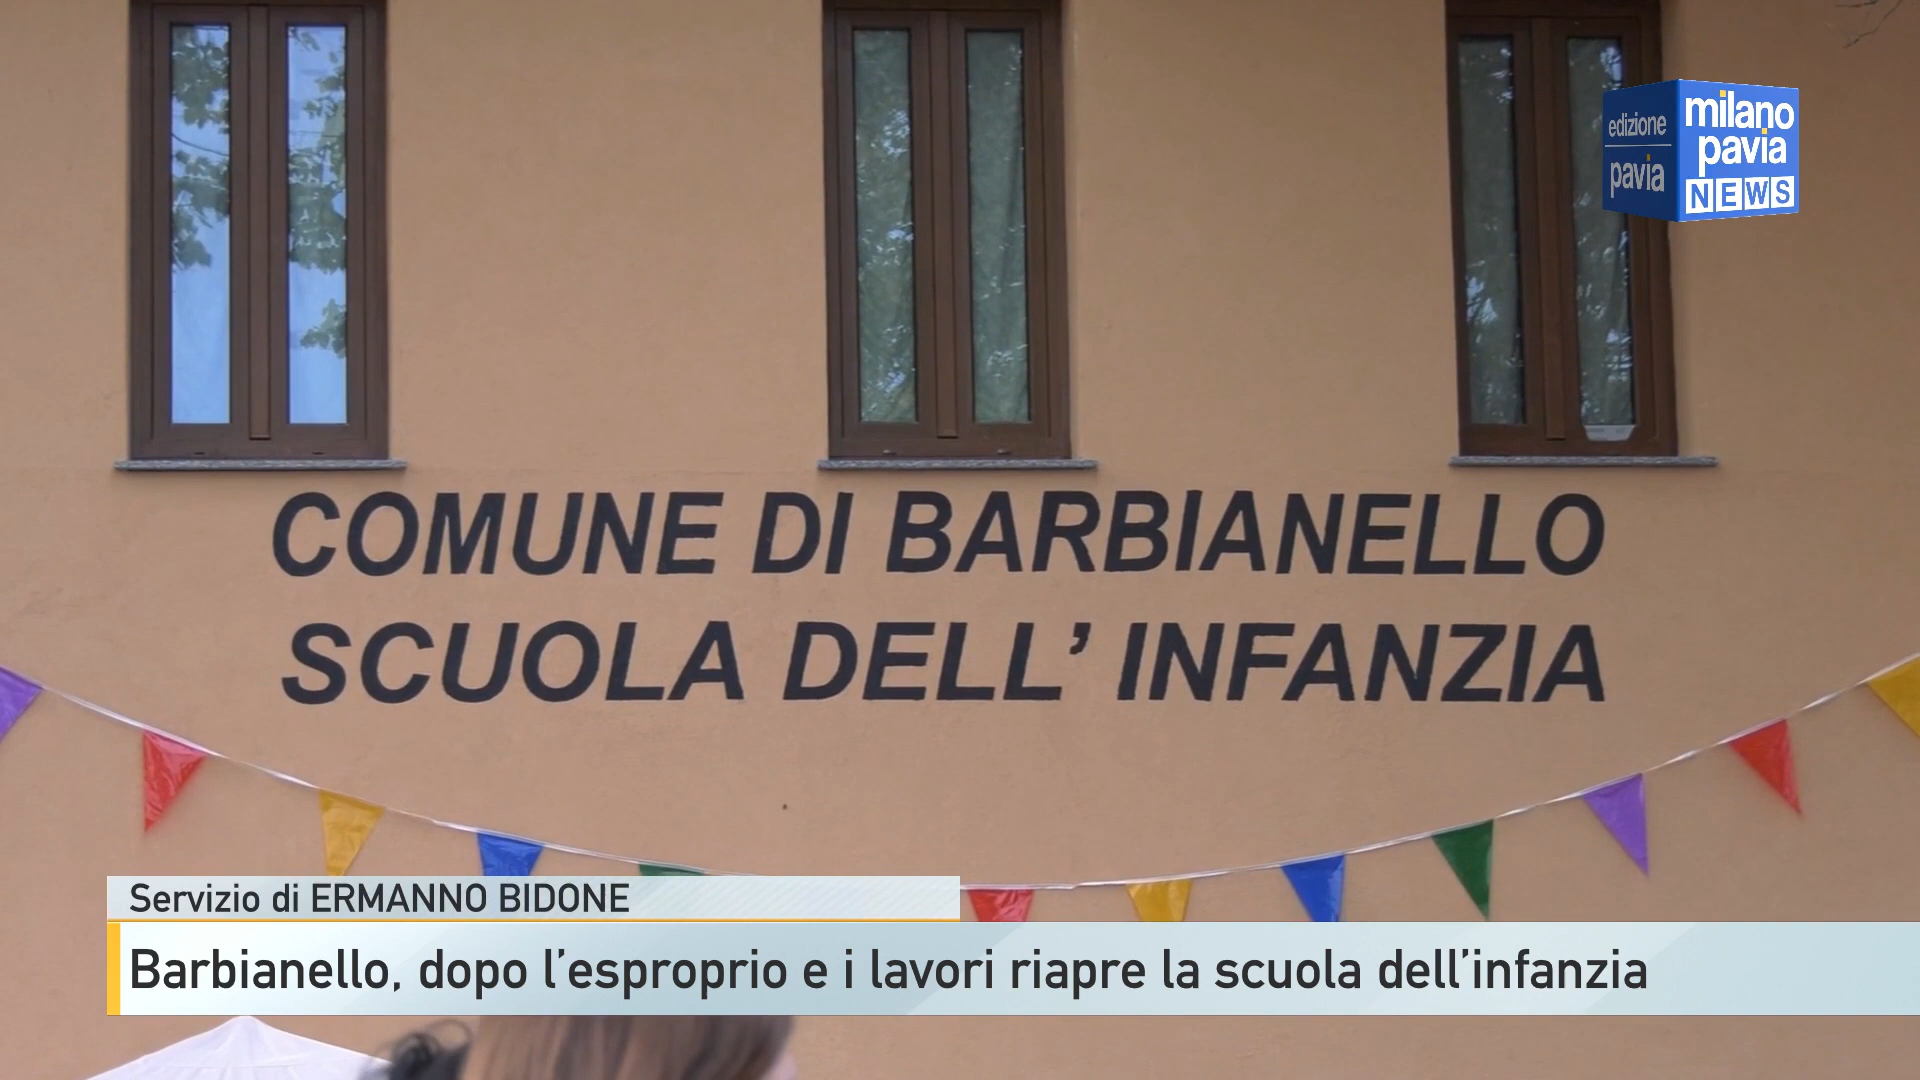 edizione
pavia
milano
pavia
NEWS
COMUNE DI BARBIANELLO
SCUOLA DELL' INFANZIA
Servizio di ERMANNO BIDONE
Barbianello, dopo l'esproprio e i lavori riapre la scuola dell'infanzia